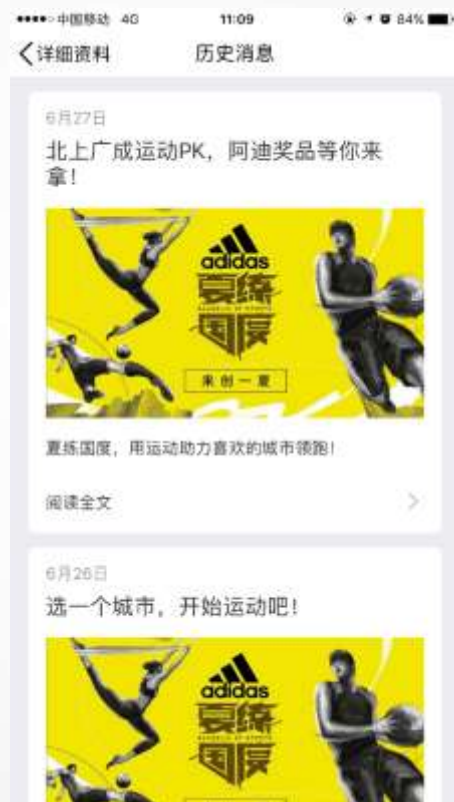 中国移动 4G 11:09 84%
详细资料 历史消息
6月27日
北上广成运动PK，阿迪奖品等你来
拿！
adidas
夏练
国度
来创一夏
夏练国度，用运动助力喜欢的城市领跑！
阅读全文
6月26日
选一个城市，开始运动吧！
adidas
夏练
国度